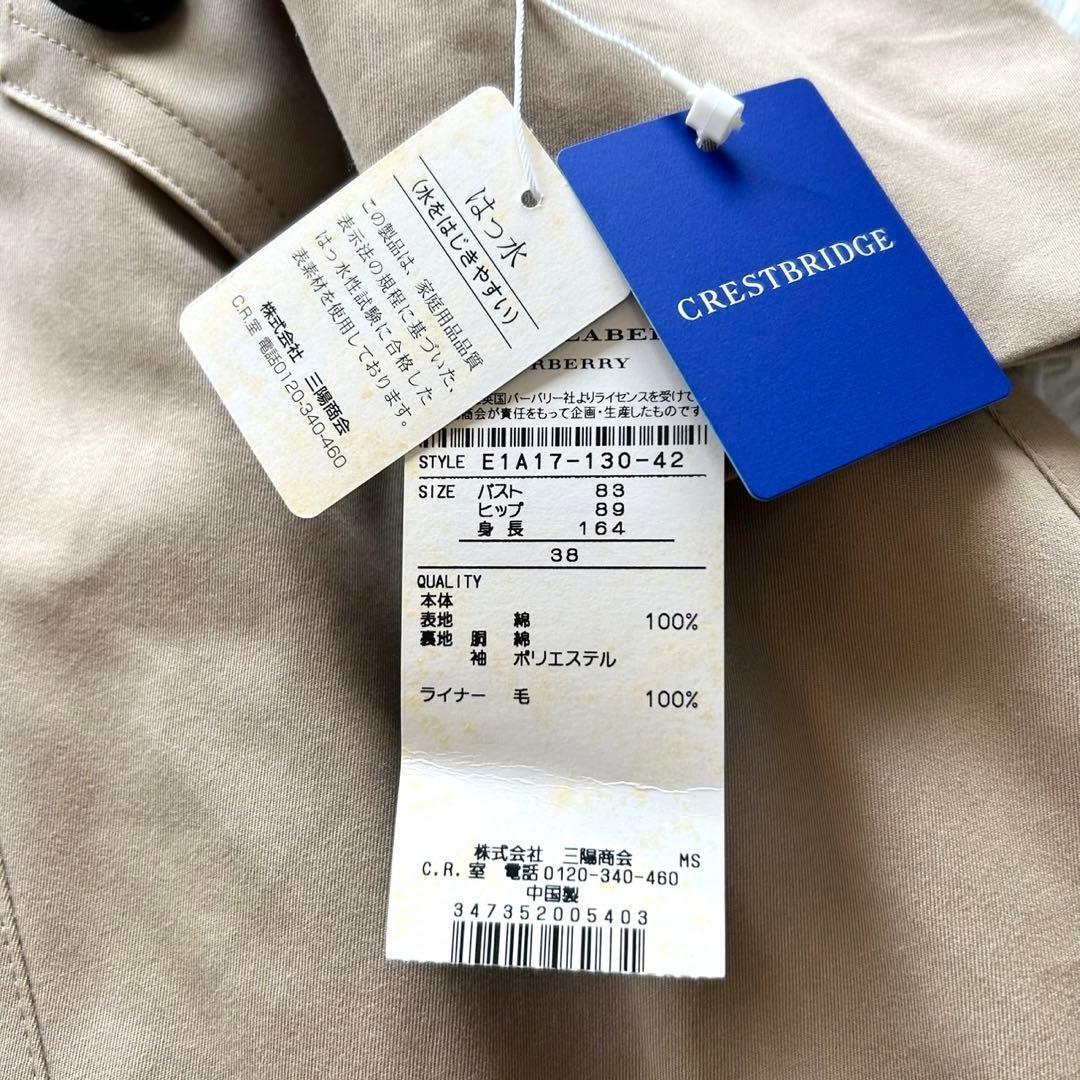 はっ水
(水をはじきやすい)
この製品は、家庭用品品質
表示法の規程に基づいた、
はっ水性試験に合格した
表素材を使用しております。
株式会社 三陽商会
C.R室 電話0120-340-460
CRESTBRIDGE
LABEL
RBERRY
英国バーバリー社よりライセンスを受けて
商会が責任をもって企画・生産したものです
STYLE E1A17-130-42
SIZE バスト 83
ヒップ 89
身長 164
38
QUALITY
本体
表地 綿 100%
裏地 胴 綿
袖 ポリエステル
ライナー 毛 100%
株式会社 三陽商会 MS
C.R.室 電話0120-340-460
中国製
347352005403